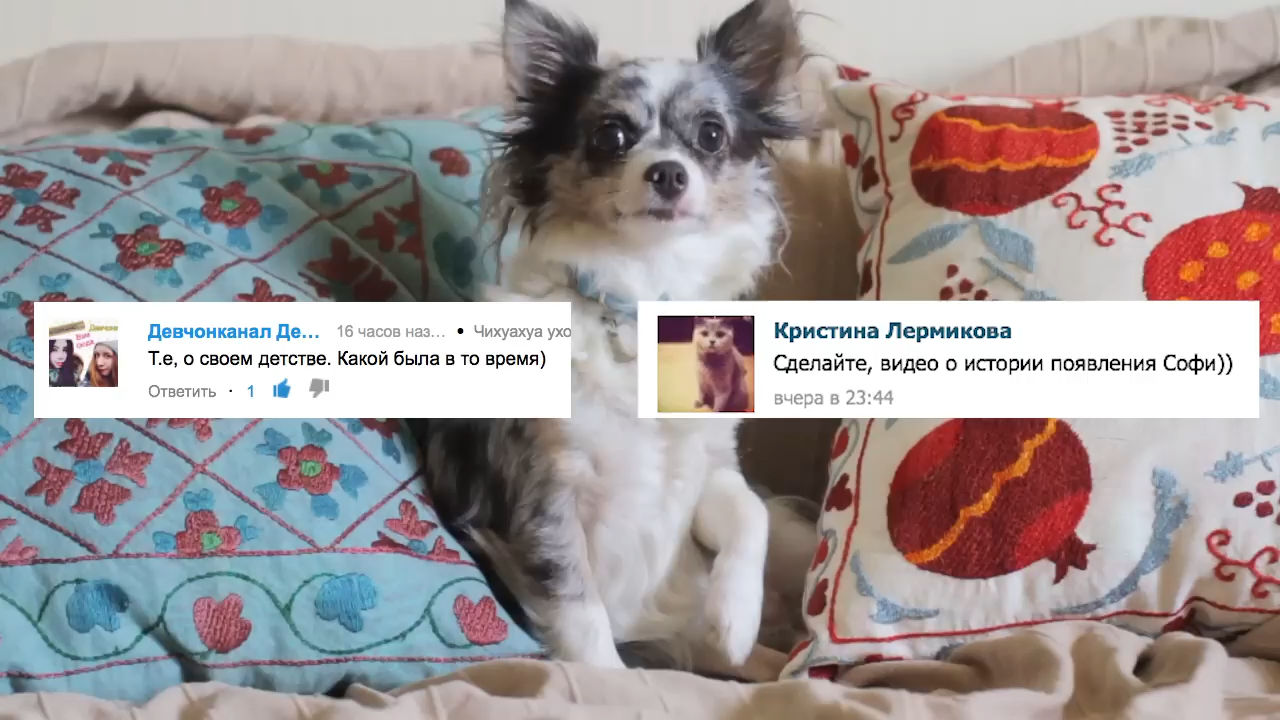 Девчонканал Де... 16 часов наз... • Чихуахуа ухо
Т.е, о своем детстве. Какой была в то время)
Ответить · 1
Кристина Лермикова
Сделайте, видео о истории появления Софи))
вчера в 23:44